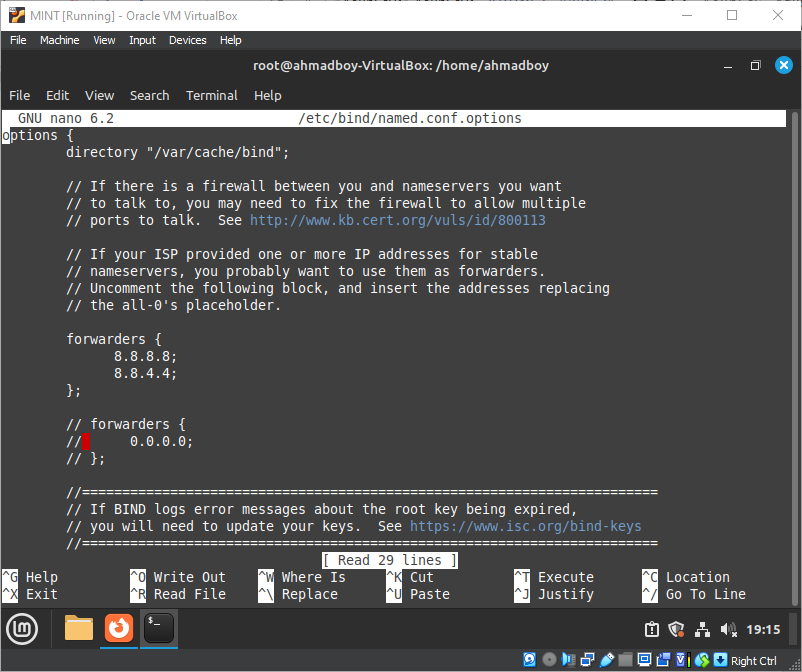 MINT [Running] - Oracle VM VirtualBox
File Machine View Input Devices Help
root@ahmadboy-VirtualBox: /home/ahmadboy
File Edit View Search Terminal Help
GNU nano 6.2 /etc/bind/named.conf.options
options {
directory "/var/cache/bind";
// If there is a firewall between you and nameservers you want
// to talk to, you may need to fix the firewall to allow multiple
// ports to talk. See http://www.kb.cert.org/vuls/id/800113
// If your ISP provided one or more IP addresses for stable
// nameservers, you probably want to use them as forwarders.
// Uncomment the following block, and insert the addresses replacing
// the all-0's placeholder.
forwarders {
8.8.8.8;
8.8.4.4;
};
// forwarders {
// 0.0.0.0;
// };
//========================================================================
// If BIND logs error messages about the root key being expired,
// you will need to update your keys. See https://www.isc.org/bind-keys
//========================================================================
[ Read 29 lines ]
^G Help ^O Write Out ^W Where Is ^K Cut ^T Execute ^C Location
^X Exit ^R Read File ^\ Replace ^U Paste ^J Justify ^/ Go To Line
19:15
Right Ctrl